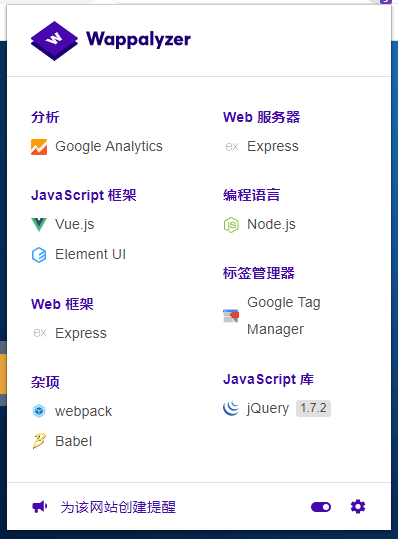 Wappalyzer
分析
Google Analytics
JavaScript 框架
Vue.js
Element UI
Web 框架
Express
杂项
webpack
Babel
Web 服务器
Express
编程语言
Node.js
标签管理器
Google Tag
Manager
JavaScript 库
jQuery 1.7.2
为该网站创建提醒